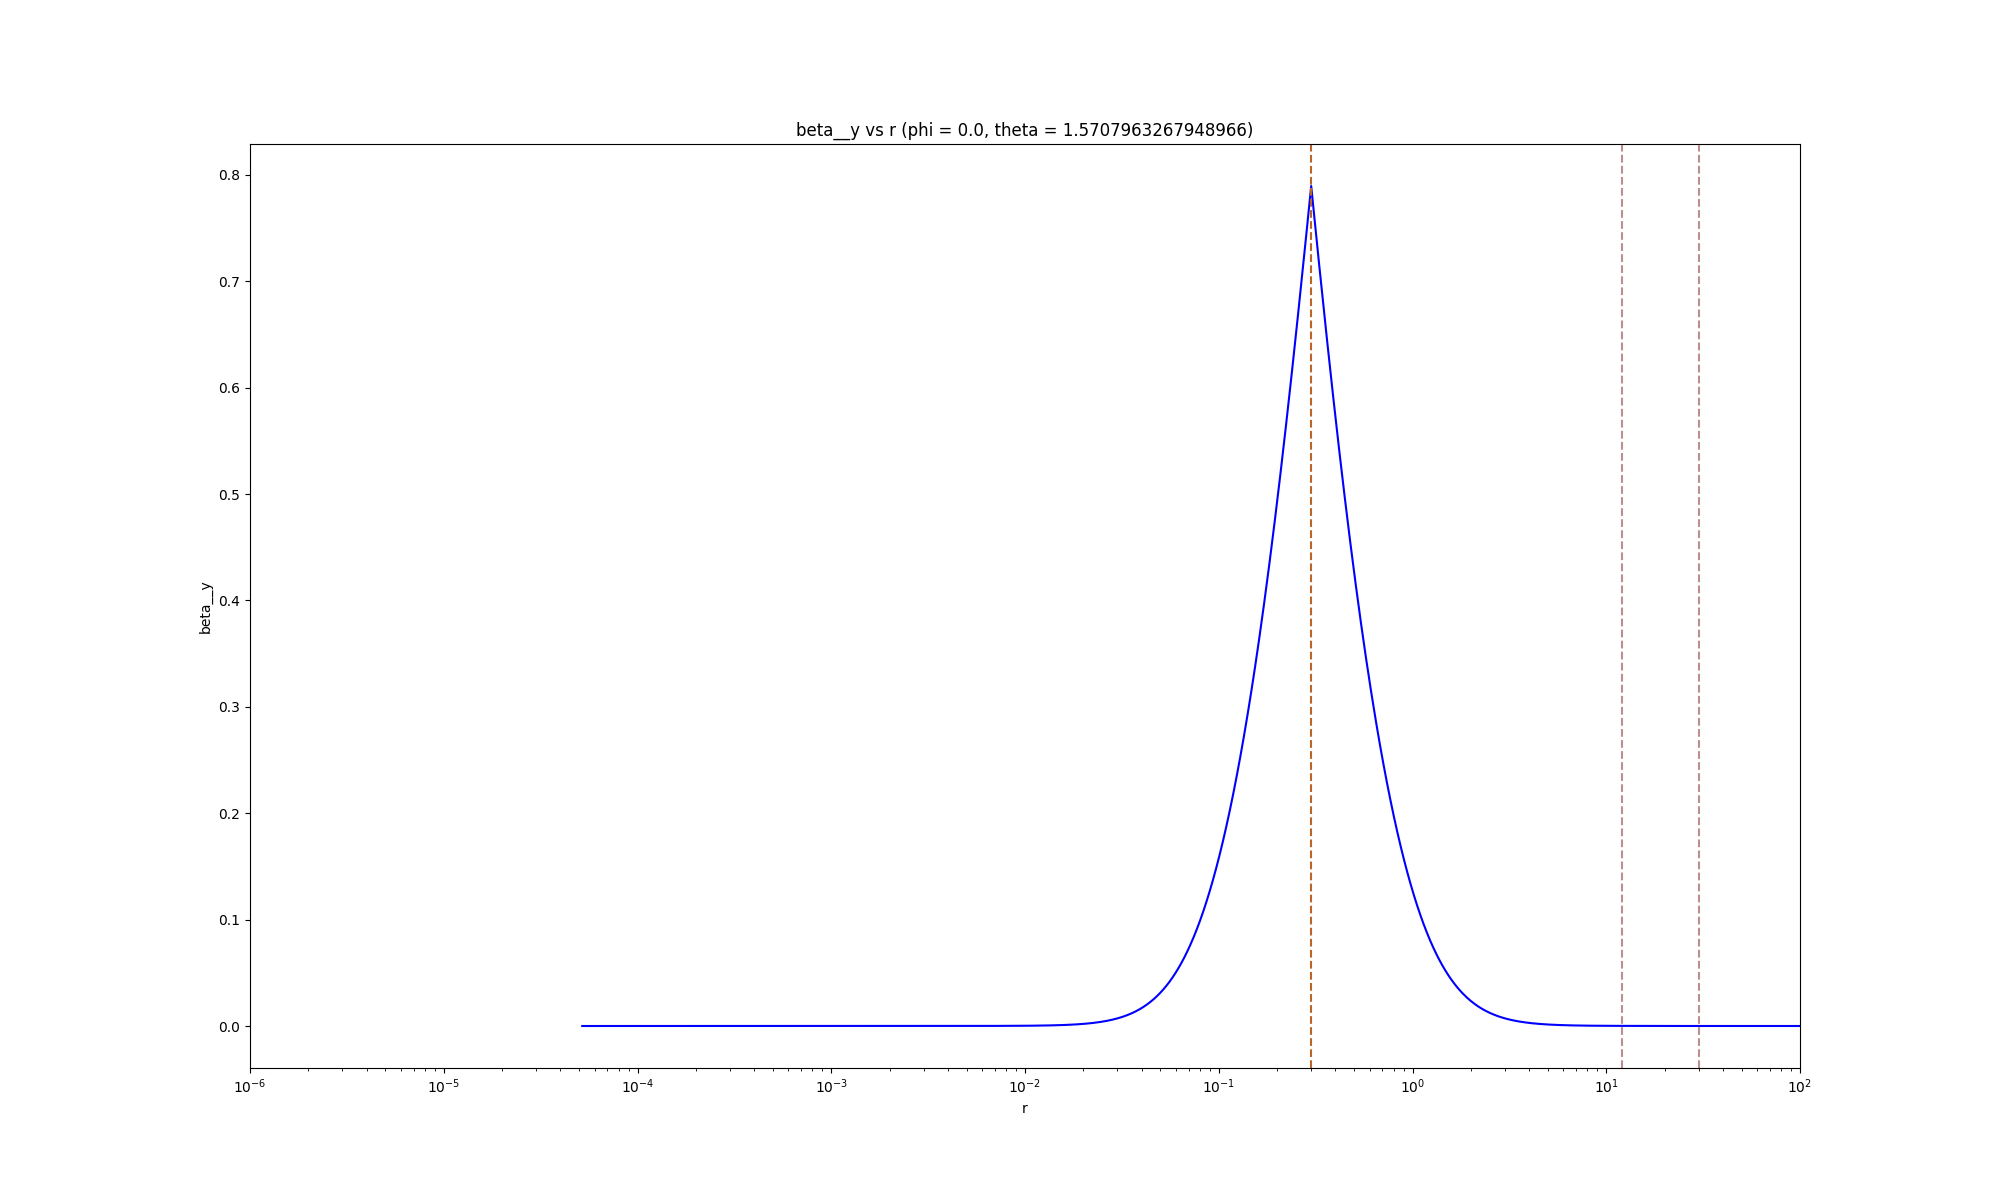 beta__y vs r (phi = 0.0, theta = 1.5707963267948966)
0.8
0.7
0.6
0.5
0.4
0.3
0.2
0.1
0.0
beta__y
10⁻⁶ 10⁻⁵ 10⁻⁴ 10⁻³ 10⁻² 10⁻¹ 10⁰ 10¹ 10²
r